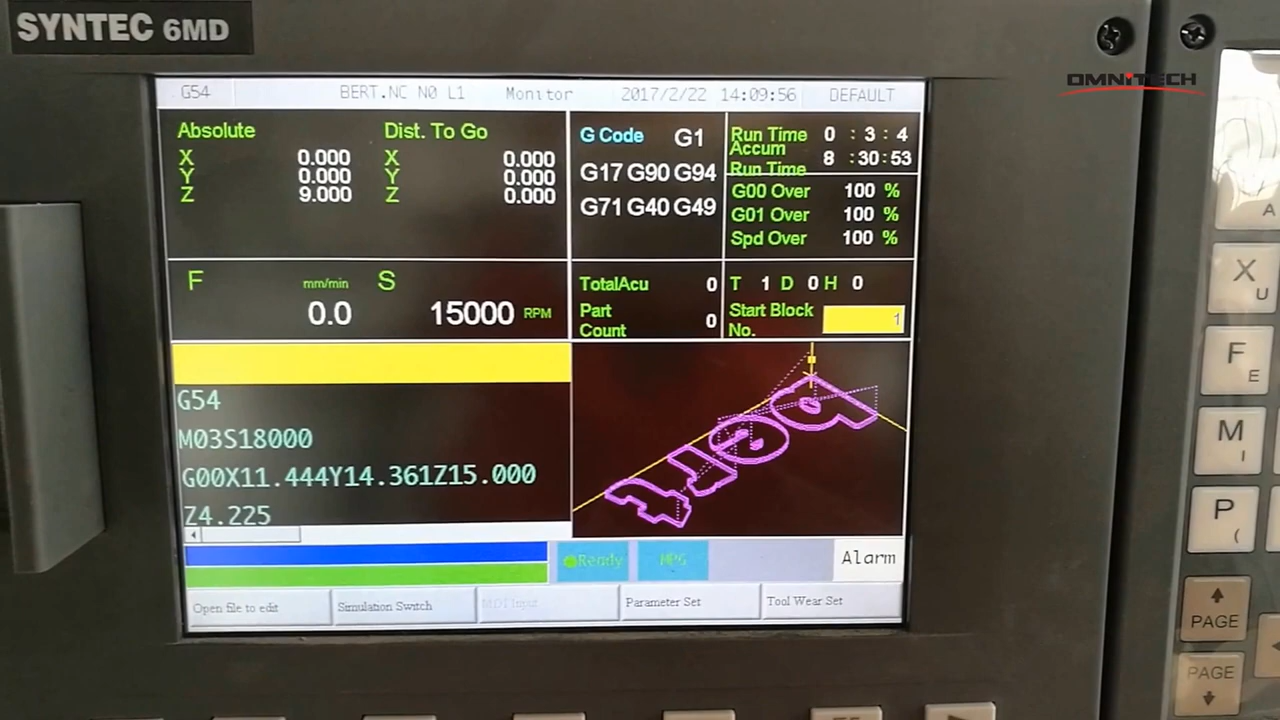 SYNTEC 6MD
OMNITECH
G54 BERT.NC N0 L1 Monitor 2017/2/22 14:09:56 DEFAULT
Absolute Dist. To Go
X 0.000 X 0.000
Y 0.000 Y 0.000
Z 9.000 Z 0.000
G Code G1
G17 G90 G94
G71 G40 G49
Run Time 0 : 3 : 4
Accum
Run Time 8 : 30 : 53
G00 Over 100 %
G01 Over 100 %
Spd Over 100 %
F mm/min S
0.0 15000 RPM
TotalAcu 0
Part
Count 0
T 1 D 0 H 0
Start Block
No. 1
G54
M03S18000
G00X11.444Y14.361Z15.000
Z4.225
Ready MPG Alarm
Open file to edit Simulation Switch MDI Input Parameter Set Tool Wear Set
A
X U
F E
M I
P (
PAGE
PAGE